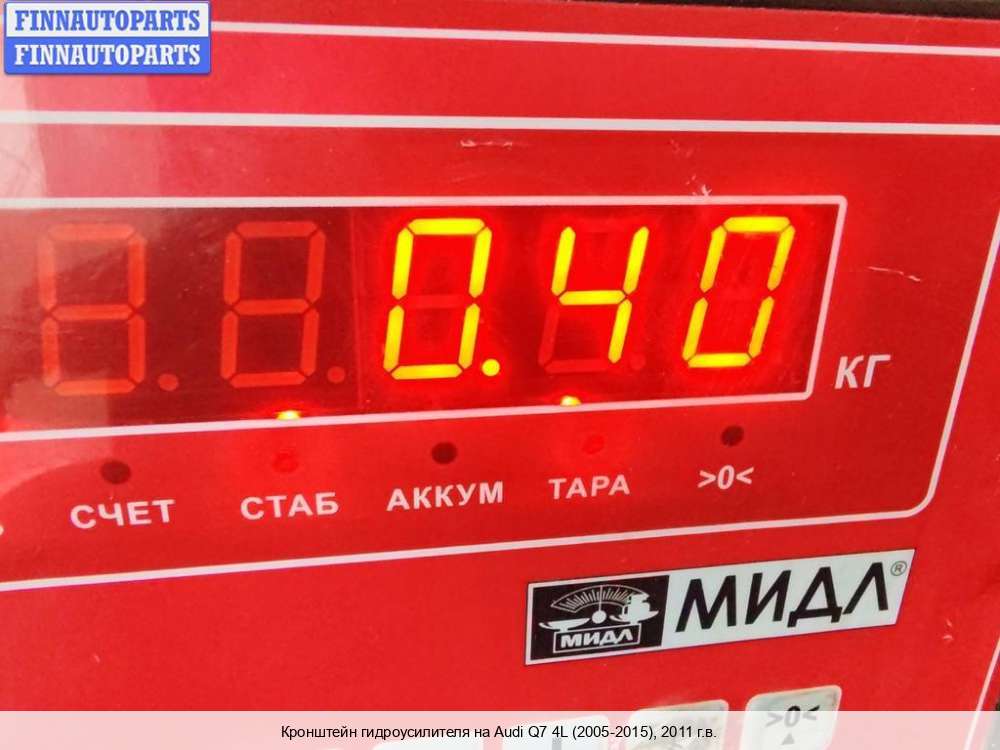 FINNAUTOPARTS
FINNAUTOPARTS
0.40
КГ
СЧЕТ СТАБ АККУМ ТАРА >0<
МИДЛ МИДЛ®
>0<
Кронштейн гидроусилителя на Audi Q7 4L (2005-2015), 2011 г.в.